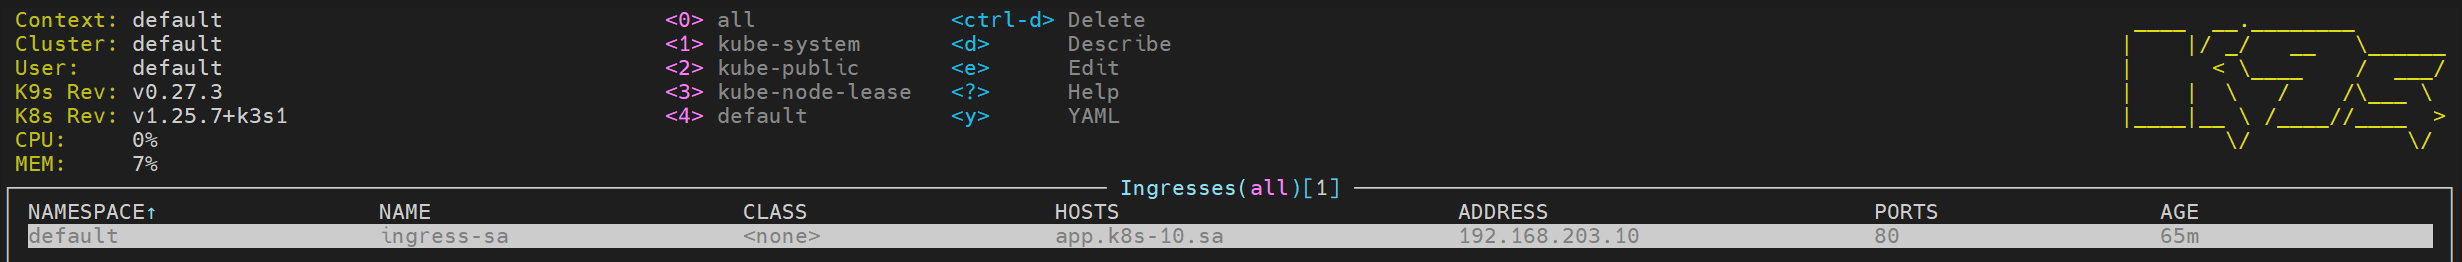 Context: default <0> all <ctrl-d> Delete
Cluster: default <1> kube-system <d> Describe
User: default <2> kube-public <e> Edit
K9s Rev: v0.27.3 <3> kube-node-lease <?> Help
K8s Rev: v1.25.7+k3s1 <4> default <y> YAML
CPU: 0%
MEM: 7%
Ingresses(all)[1]
NAMESPACE↑ NAME CLASS HOSTS ADDRESS PORTS AGE
default ingress-sa <none> app.k8s-10.sa 192.168.203.10 80 65m